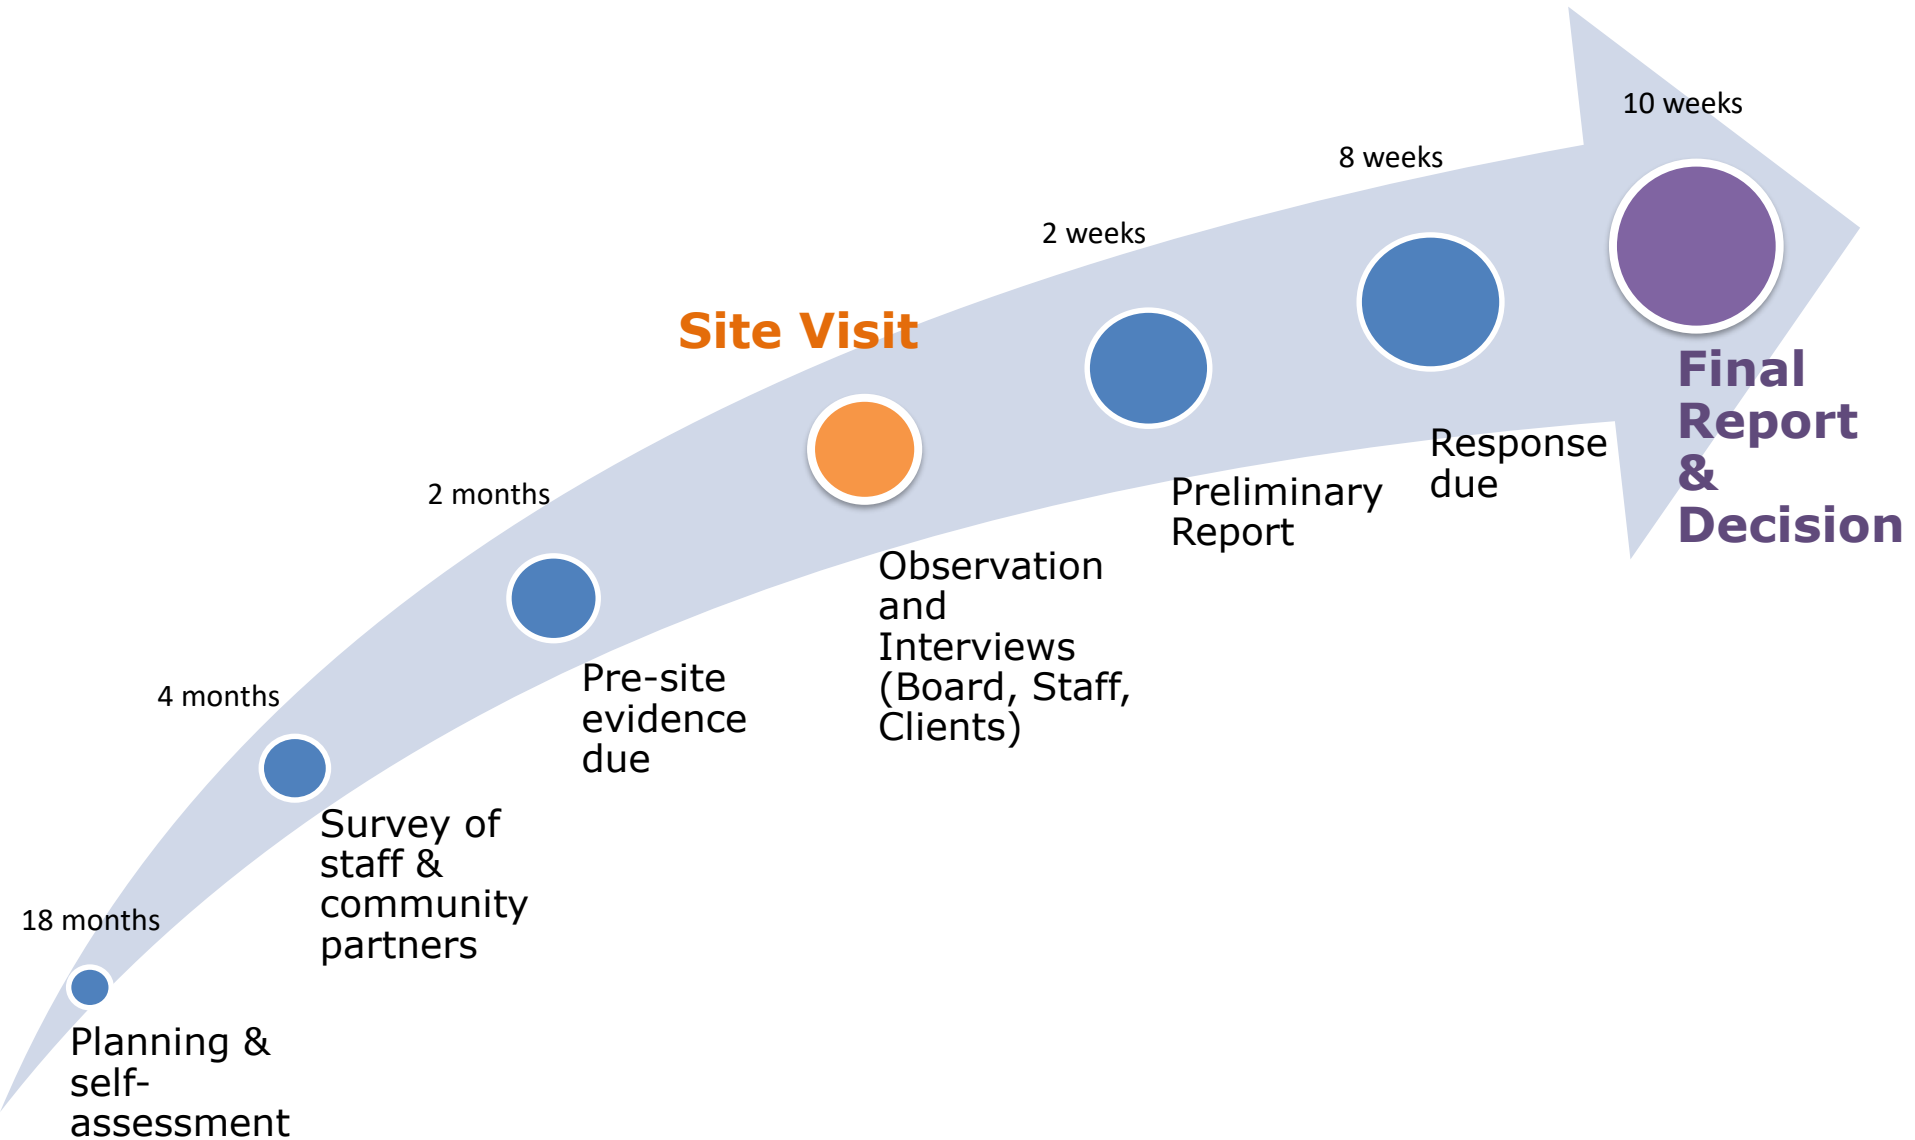 18 months
Planning &
self-
assessment
4 months
Survey of
staff &
community
partners
2 months
Pre-site
evidence
due
Site Visit
Observation
and
Interviews
(Board, Staff,
Clients)
2 weeks
Preliminary
Report
8 weeks
Response
due
10 weeks
Final
Report
&
Decision